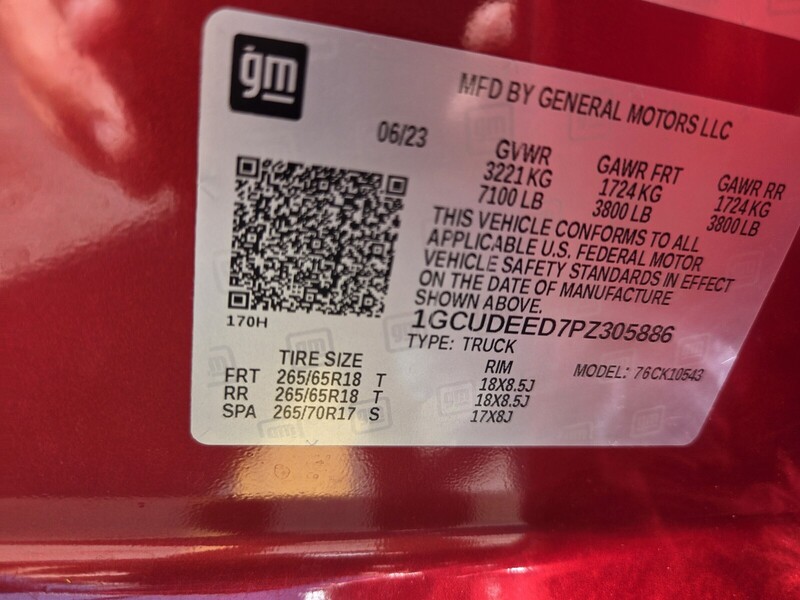 gm
MFD BY GENERAL MOTORS LLC
06/23
GVWR GAWR FRT GAWR RR
3221 KG 1724 KG 1724 KG
7100 LB 3800 LB 3800 LB
THIS VEHICLE CONFORMS TO ALL
APPLICABLE U.S. FEDERAL MOTOR
VEHICLE SAFETY STANDARDS IN EFFECT
ON THE DATE OF MANUFACTURE
SHOWN ABOVE.
170H
1GCUDEED7PZ305886
TYPE: TRUCK
MODEL: 76CK10543
TIRE SIZE RIM
FRT 265/65R18 T 18X8.5J
RR 265/65R18 T 18X8.5J
SPA 265/70R17 S 17X8J